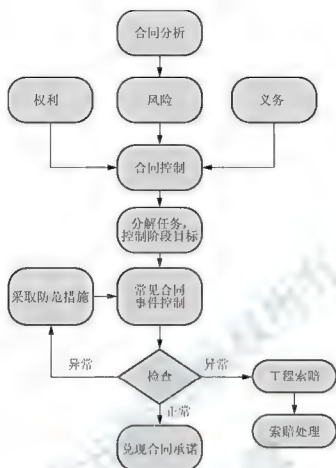 合同分析
权利
风险
义务
合同控制
分解任务,
控制阶段目标
采取防范措施
常见合同
事件控制
异常
检查
异常
工程索赔
正常
索赔处理
兑现合同承诺